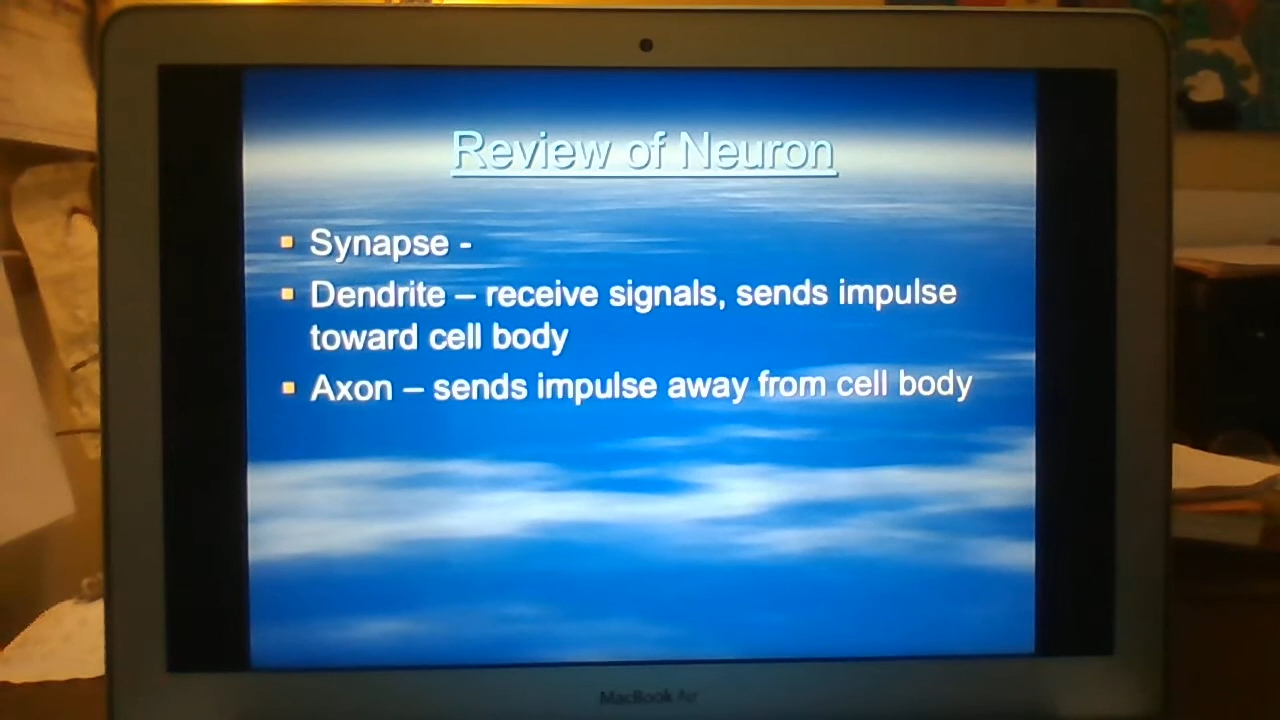 Review of Neuron
Synapse -
Dendrite – receive signals, sends impulse
toward cell body
Axon – sends impulse away from cell body
MacBook Air